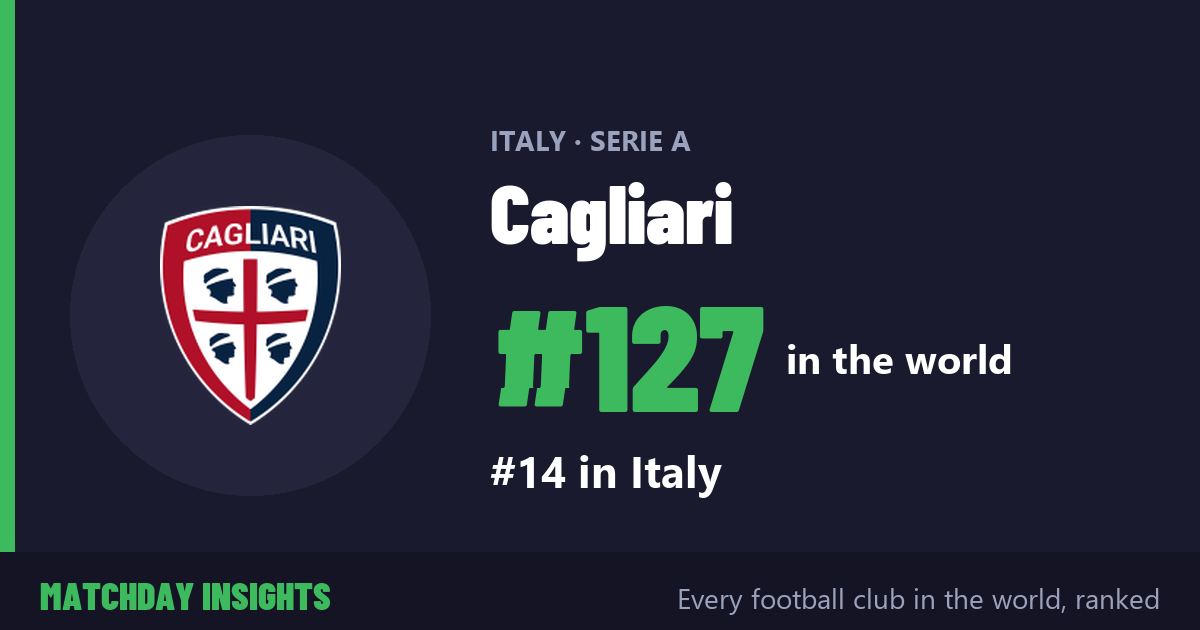 ITALY · SERIE A
Cagliari
CAGLIARI
#127 in the world
#14 in Italy
MATCHDAY INSIGHTS
Every football club in the world, ranked